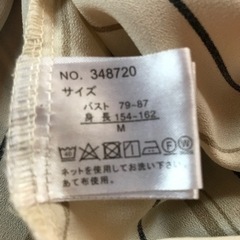 NO. 348720
サイズ
バスト 79-87
身長 154-162
M
ネットを使用してお洗い下さい
あて布使用。